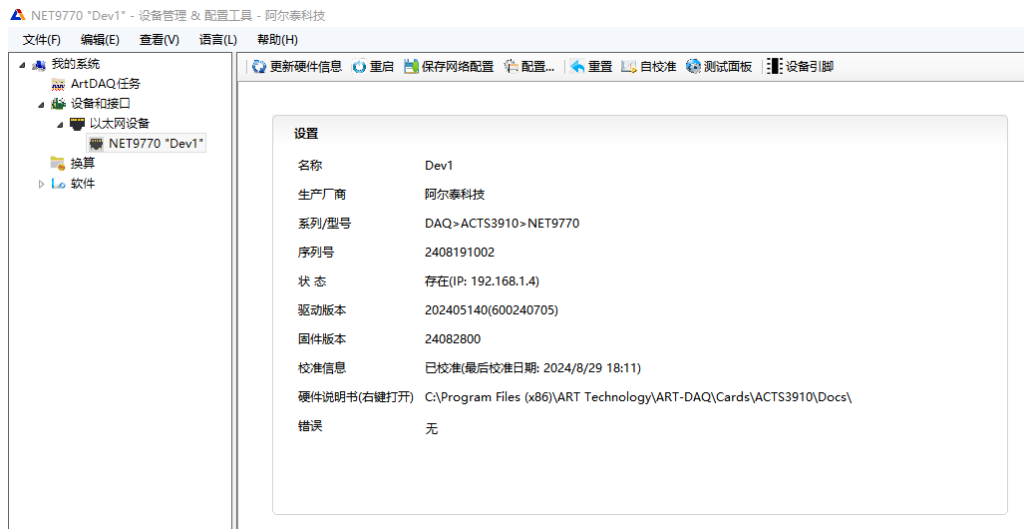 NET9770 "Dev1" - 设备管理 & 配置工具 - 阿尔泰科技
文件(F) 编辑(E) 查看(V) 语言(L) 帮助(H)
我的系统
ArtDAQ任务
设备和接口
以太网设备
NET9770 "Dev1"
换算
软件
更新硬件信息 重启 保存网络配置 配置... 重置 自校准 测试面板 设备引脚
设置
名称 Dev1
生产厂商 阿尔泰科技
系列/型号 DAQ>ACTS3910>NET9770
序列号 2408191002
状 态 存在(IP: 192.168.1.4)
驱动版本 202405140(600240705)
固件版本 24082800
校准信息 已校准(最后校准日期: 2024/8/29 18:11)
硬件说明书(右键打开) C:\Program Files (x86)\ART Technology\ART-DAQ\Cards\ACTS3910\Docs\
错误 无